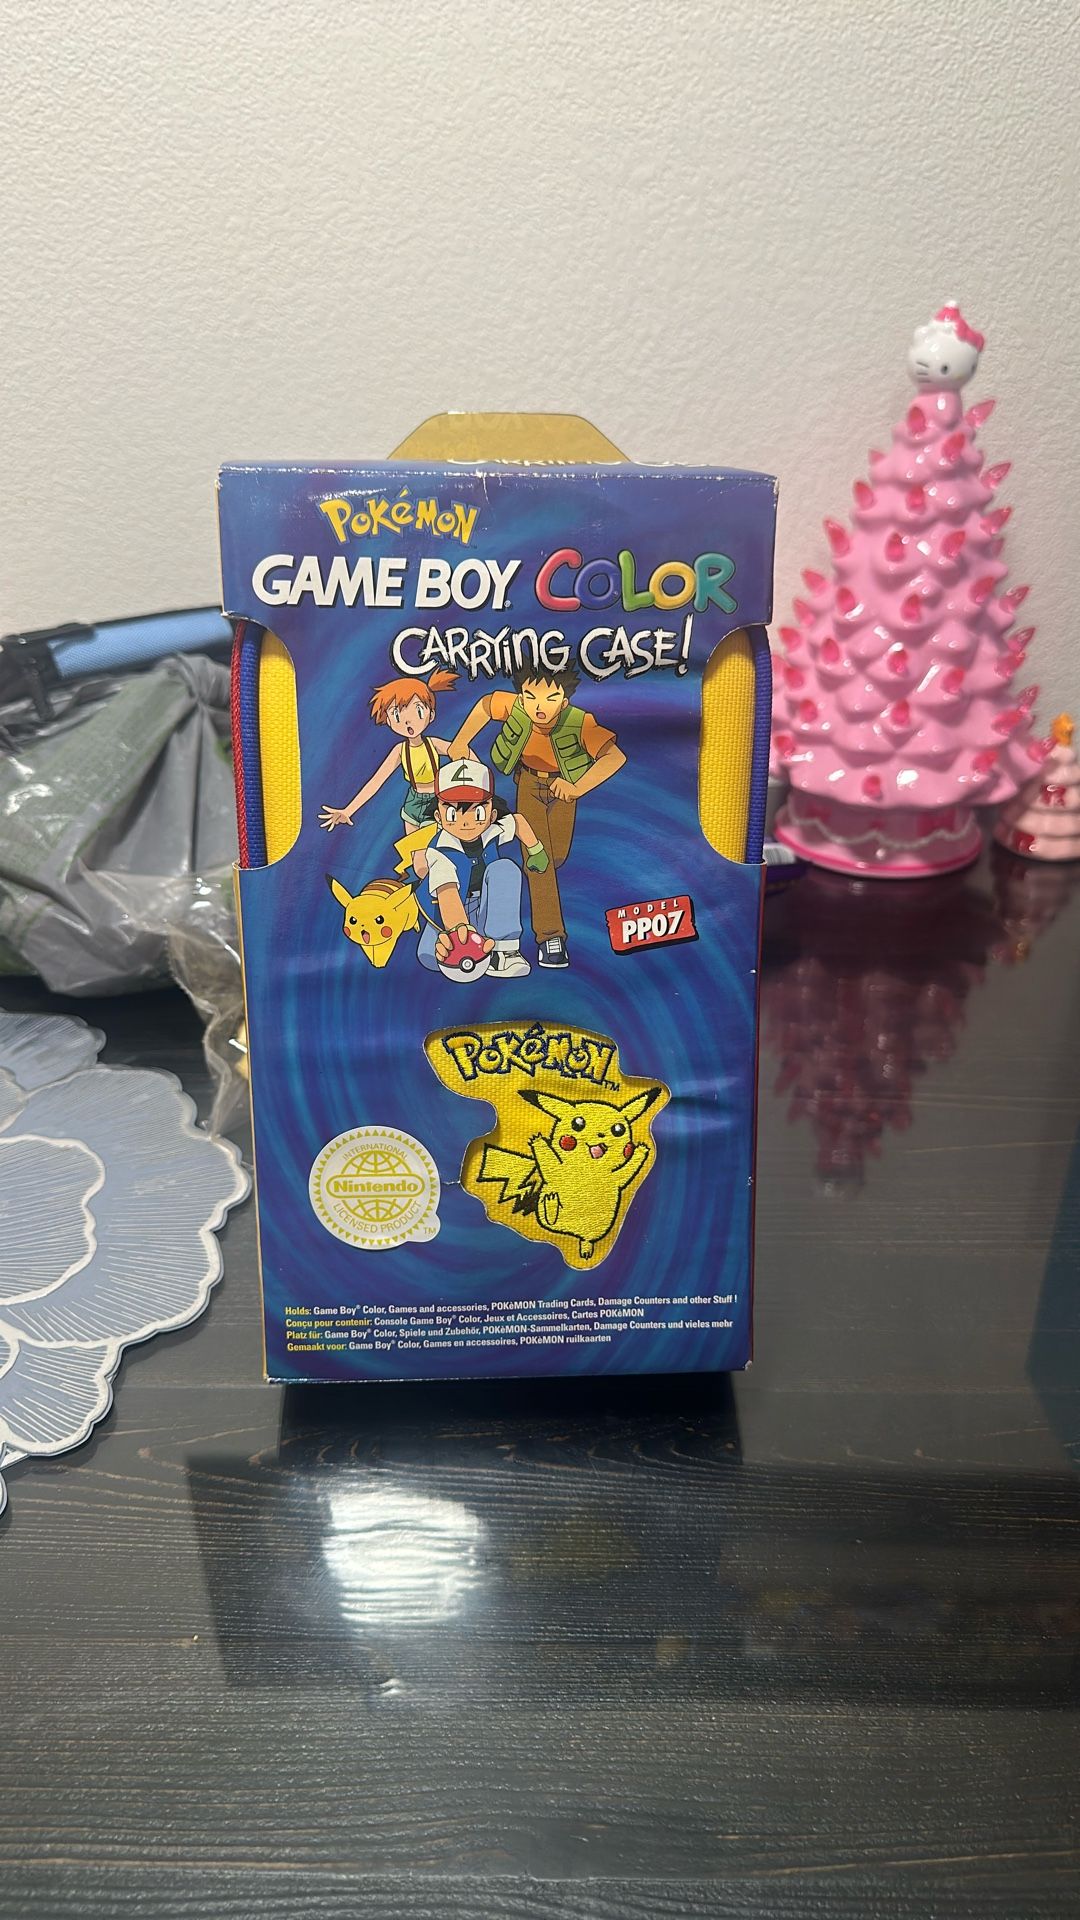 POKéMON
GAME BOY® COLOR
CARRYING CASE!
MODEL
PP07
POKéMON™
INTERNATIONAL
Nintendo
LICENSED PRODUCT
TM
Holds: Game Boy® Color, Games and accessories, POKéMON Trading Cards, Damage Counters and other Stuff !
Conçu pour contenir: Console Game Boy® Color, Jeux et Accessoires, Cartes POKéMON
Platz für: Game Boy® Color, Spiele und Zubehör, POKéMON-Sammelkarten, Damage Counters und vieles mehr
Gemaakt voor: Game Boy® Color, Games en accessoires, POKéMON ruilkaarten